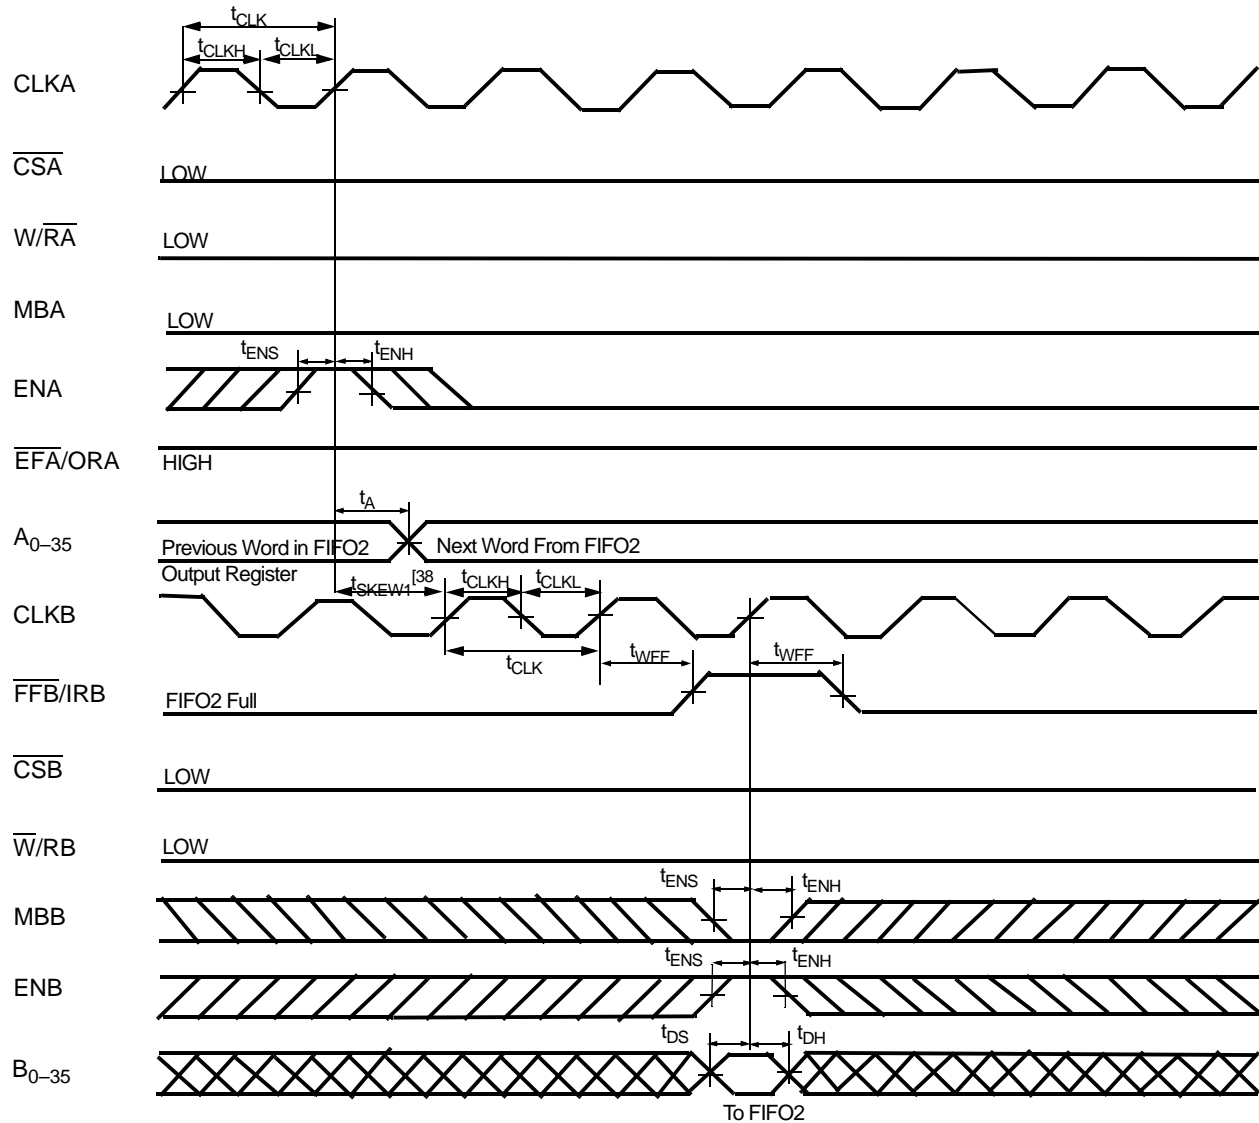 tCLK
tCLKH tCLKL
CLKA
CSA LOW
W/RA LOW
MBA LOW
tENS tENH
ENA
EFA/ORA HIGH
tA
A0–35 Previous Word in FIFO2 Next Word From FIFO2
Output Register tSKEW1[38 tCLKH tCLKL
CLKB
tCLK tWFF tWFF
FFB/IRB FIFO2 Full
CSB LOW
W/RB LOW
tENS tENH
MBB
tENS tENH
ENB
tDS tDH
B0–35
To FIFO2